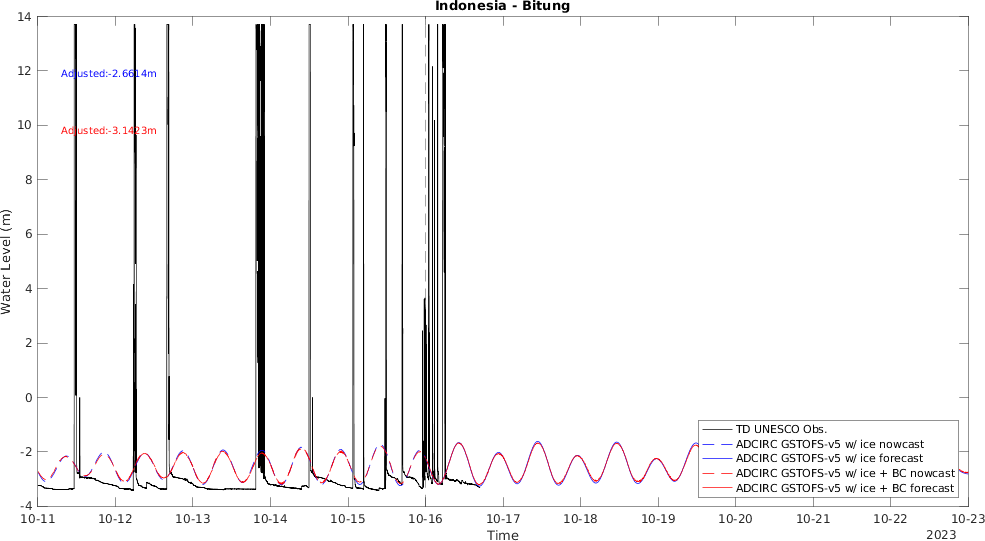 Indonesia - Bitung
14
12
10
8
6
4
2
0
-2
-4
Water Level (m)
Adjusted:-2.6614m
Adjusted:-3.1423m
TD UNESCO Obs.
ADCIRC GSTOFS-v5 w/ ice nowcast
ADCIRC GSTOFS-v5 w/ ice forecast
ADCIRC GSTOFS-v5 w/ ice + BC nowcast
ADCIRC GSTOFS-v5 w/ ice + BC forecast
10-11 10-12 10-13 10-14 10-15 10-16 10-17 10-18 10-19 10-20 10-21 10-22 10-23
Time
2023